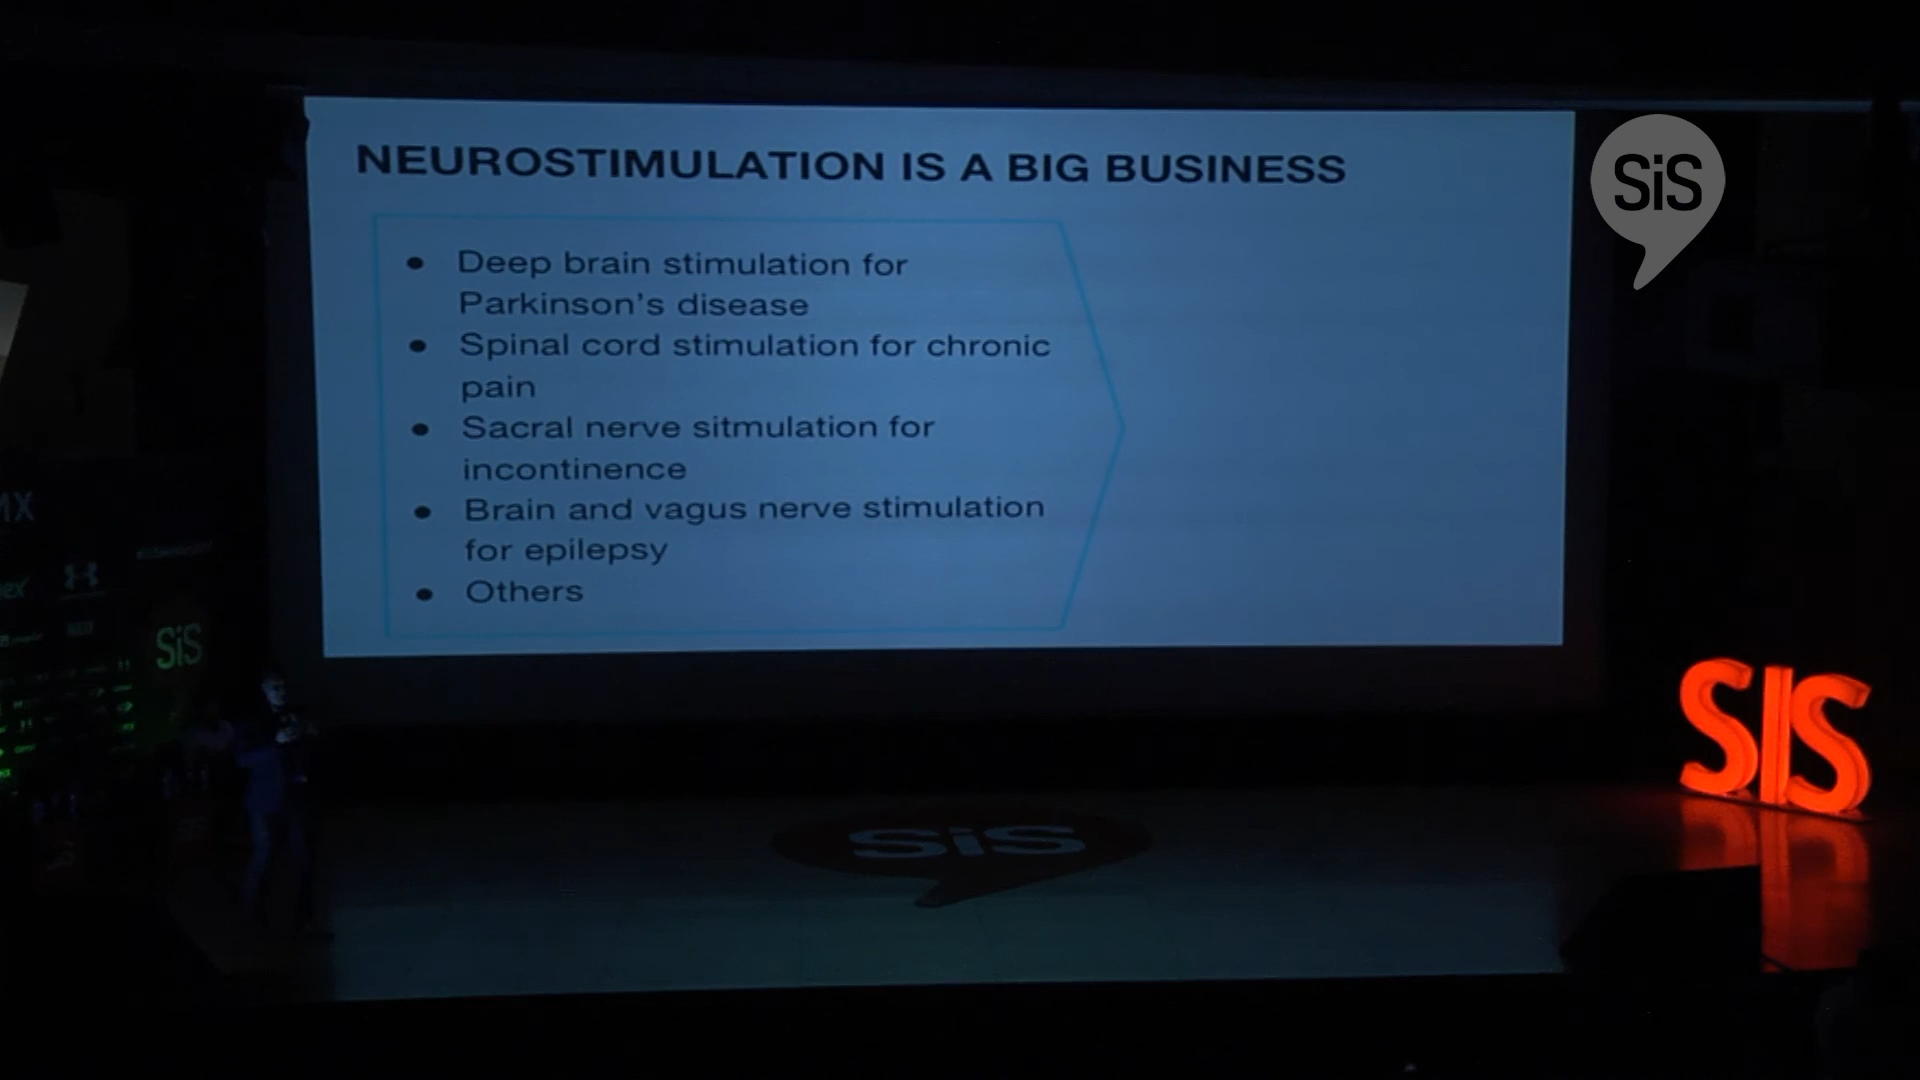 NEUROSTIMULATION IS A BIG BUSINESS
SiS
● Deep brain stimulation for
Parkinson's disease
● Spinal cord stimulation for chronic
pain
● Sacral nerve sitmulation for
incontinence
● Brain and vagus nerve stimulation
for epilepsy
● Others
SiS
SIS
SiS